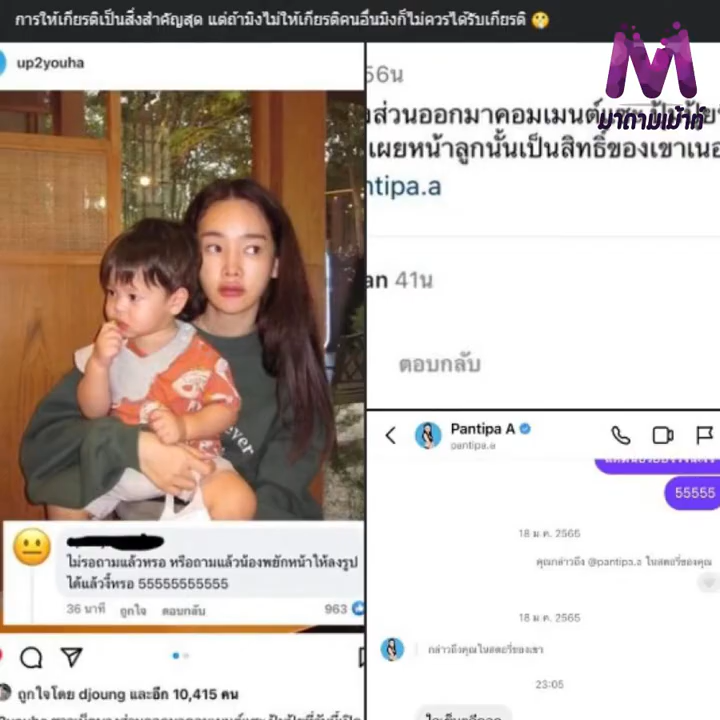 การให้เกียรติเป็นสิ่งสำคัญสุด แต่ถ้ามึงไม่ให้เกียรติคนอื่นมึงก็ไม่ควรได้รับเกียรติ
up2youha
M
มาดามเม้าท์
56น
ส่วนออกมาคอมเมนต์
เผยหน้าลูกนั้นเป็นสิทธิ์ของเขาเนอ
ntipa.a
an 41น
ตอบกลับ
ever
ไม่รอถามแล้วหรอ หรือถามแล้วน้องพยักหน้าให้ลงรูป
ได้แล้วงี้หรอ 55555555555
36 นาที ถูกใจ ตอบกลับ 963
ถูกใจโดย djoung และอีก 10,415 คน
Pantipa A
pantipa.a
55555
18 ม.ค. 2565
คุณกล่าวถึง @pantipa.a ในสตอรี่ของคุณ
18 ม.ค. 2565
กล่าวถึงคุณในสตอรี่ของเขา
23:05